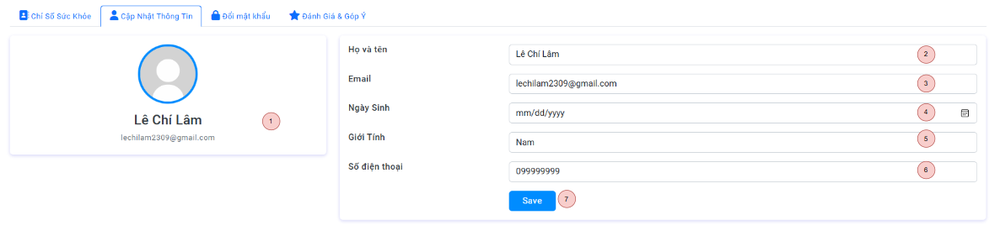 Chỉ Số Sức Khỏe Cập Nhật Thông Tin Đổi mật khẩu Đánh Giá & Góp Ý
Lê Chí Lâm 1
lechilam2309@gmail.com
Họ và tên Lê Chí Lâm 2
Email lechilam2309@gmail.com 3
Ngày Sinh mm/dd/yyyy 4
Giới Tính Nam 5
Số điện thoại 099999999 6
Save 7